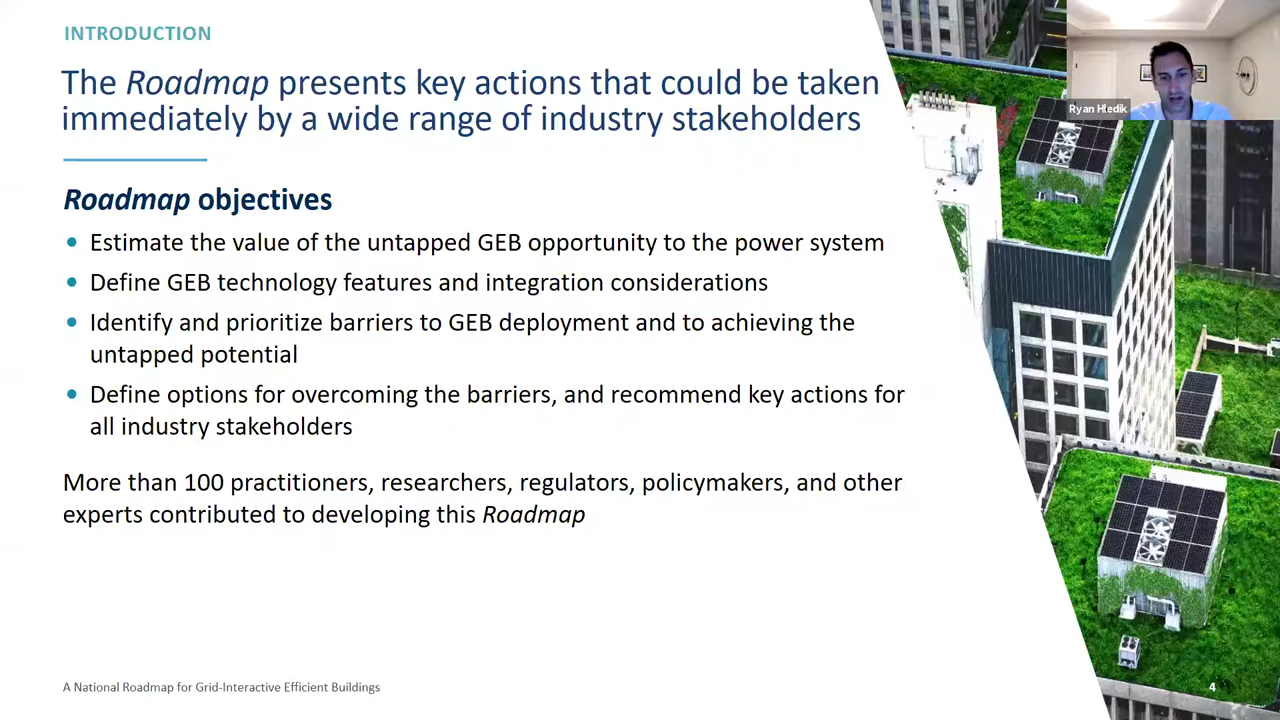 INTRODUCTION
The Roadmap presents key actions that could be taken
immediately by a wide range of industry stakeholders
Ryan Hledik
Roadmap objectives
• Estimate the value of the untapped GEB opportunity to the power system
• Define GEB technology features and integration considerations
• Identify and prioritize barriers to GEB deployment and to achieving the
untapped potential
• Define options for overcoming the barriers, and recommend key actions for
all industry stakeholders
More than 100 practitioners, researchers, regulators, policymakers, and other
experts contributed to developing this Roadmap
A National Roadmap for Grid-Interactive Efficient Buildings
4